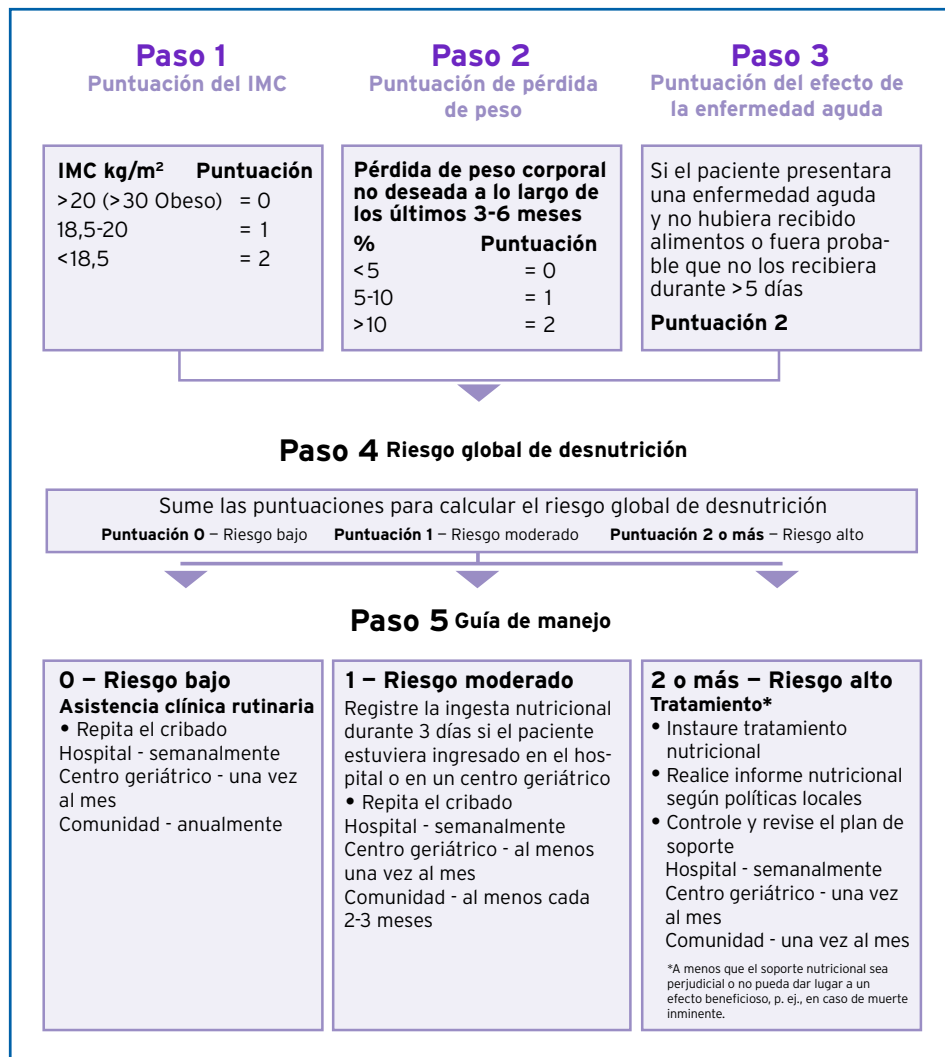 Paso 1
Puntuación del IMC
Paso 2
Puntuación de pérdida
de peso
Paso 3
Puntuación del efecto de
la enfermedad aguda
IMC kg/m² Puntuación
>20 (>30 Obeso) = 0
18,5-20 = 1
<18,5 = 2
Pérdida de peso corporal
no deseada a lo largo de
los últimos 3-6 meses
% Puntuación
<5 = 0
5-10 = 1
>10 = 2
Si el paciente presentara
una enfermedad aguda
y no hubiera recibido
alimentos o fuera proba-
ble que no los recibiera
durante >5 días
Puntuación 2
Paso 4 Riesgo global de desnutrición
Sume las puntuaciones para calcular el riesgo global de desnutrición
Puntuación 0 – Riesgo bajo Puntuación 1 – Riesgo moderado Puntuación 2 o más – Riesgo alto
Paso 5 Guía de manejo
0 – Riesgo bajo
Asistencia clínica rutinaria
• Repita el cribado
Hospital - semanalmente
Centro geriátrico - una vez
al mes
Comunidad - anualmente
1 – Riesgo moderado
Registre la ingesta nutricional
durante 3 días si el paciente
estuviera ingresado en el hos-
pital o en un centro geriátrico
• Repita el cribado
Hospital - semanalmente
Centro geriátrico - al menos
una vez al mes
Comunidad - al menos cada
2-3 meses
2 o más – Riesgo alto
Tratamiento*
• Instaure tratamiento
nutricional
• Realice informe nutricional
según políticas locales
• Controle y revise el plan de
soporte
Hospital - semanalmente
Centro geriátrico - una vez
al mes
Comunidad - una vez al mes
*A menos que el soporte nutricional sea
perjudicial o no pueda dar lugar a un
efecto beneficioso, p. ej., en caso de muerte
inminente.